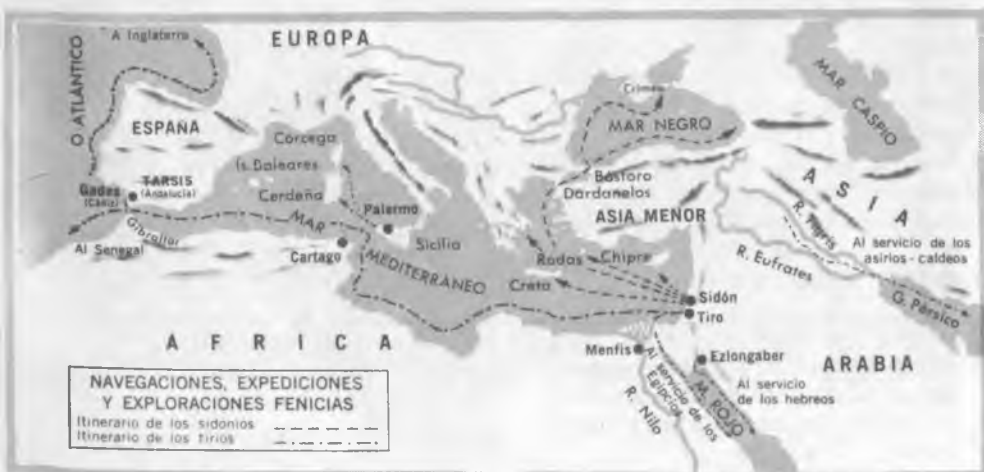 A Inglaterra
EUROPA
O ATLÁNTICO
ESPAÑA
Córcega
Is. Baleares
TARSIS
(Andalucía)
Gades
(Cádiz)
Cerdeña
Palermo
MAR
MEDITERRÁNEO
Gibraltar
Al Senegal
Cartago
Sicilia
Crimea
MAR NEGRO
MAR CASPIO
Bósforo
Dardanelos
ASIA MENOR
ASIA
R. Tigris
Al servicio de los
asirios-caldeos
R. Eufrates
G. Pérsico
Rodas
Chipre
Creta
Sidón
Tiro
AFRICA
Menfis
Eziongaber
ARABIA
Al servicio de los
Egipcios
M. ROJO
Al servicio
de los hebreos
R. Nilo
NAVEGACIONES, EXPEDICIONES
Y EXPLORACIONES FENICIAS
Itinerario de los sidonios
Itinerario de los tirios